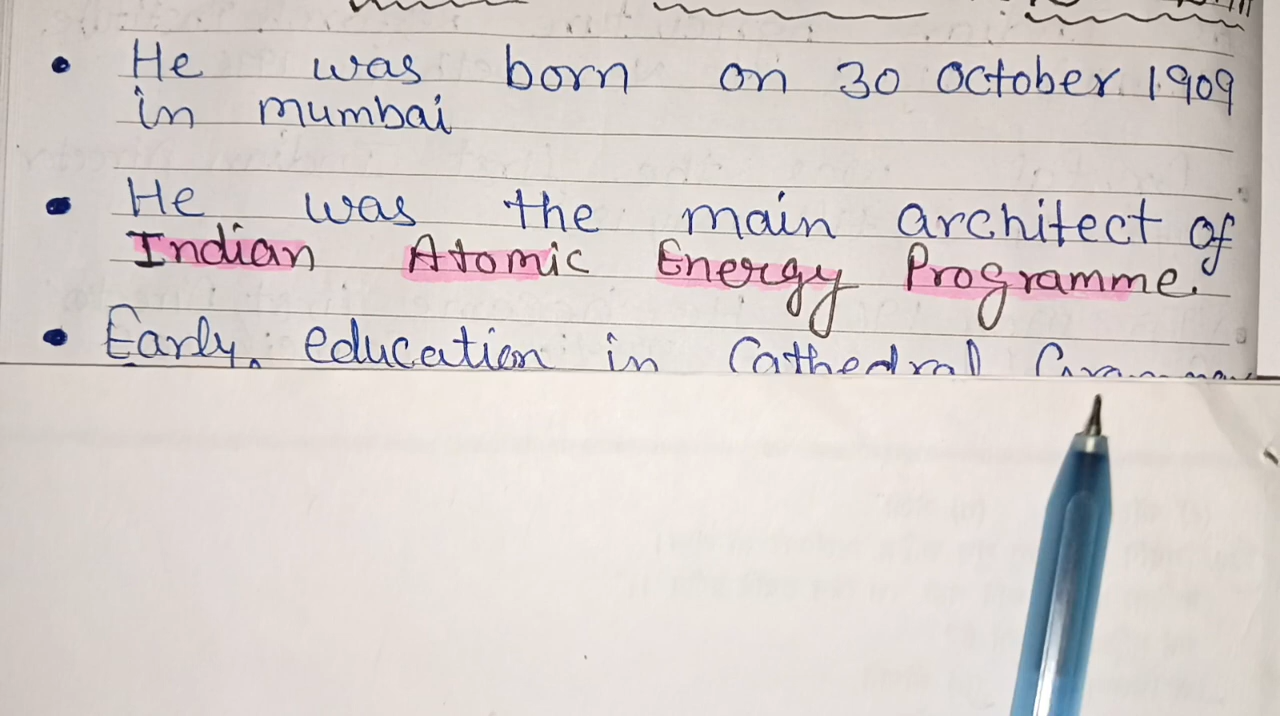 • He was born on 30 October 1909
in mumbai
• He was the main architect of
Indian Atomic Energy Programme.
• Early education in Cathedral